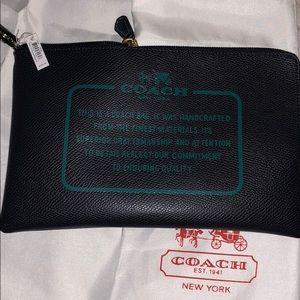 COACH
THIS IS A COACH BAG. IT WAS HANDCRAFTED
FROM THE FINEST MATERIALS. ITS
SUPERIOR CRAFTSMANSHIP AND ATTENTION
TO DETAIL REFLECT OUR COMMITMENT
TO ENDURING QUALITY.
COACH
EST. 1941
NEW YORK